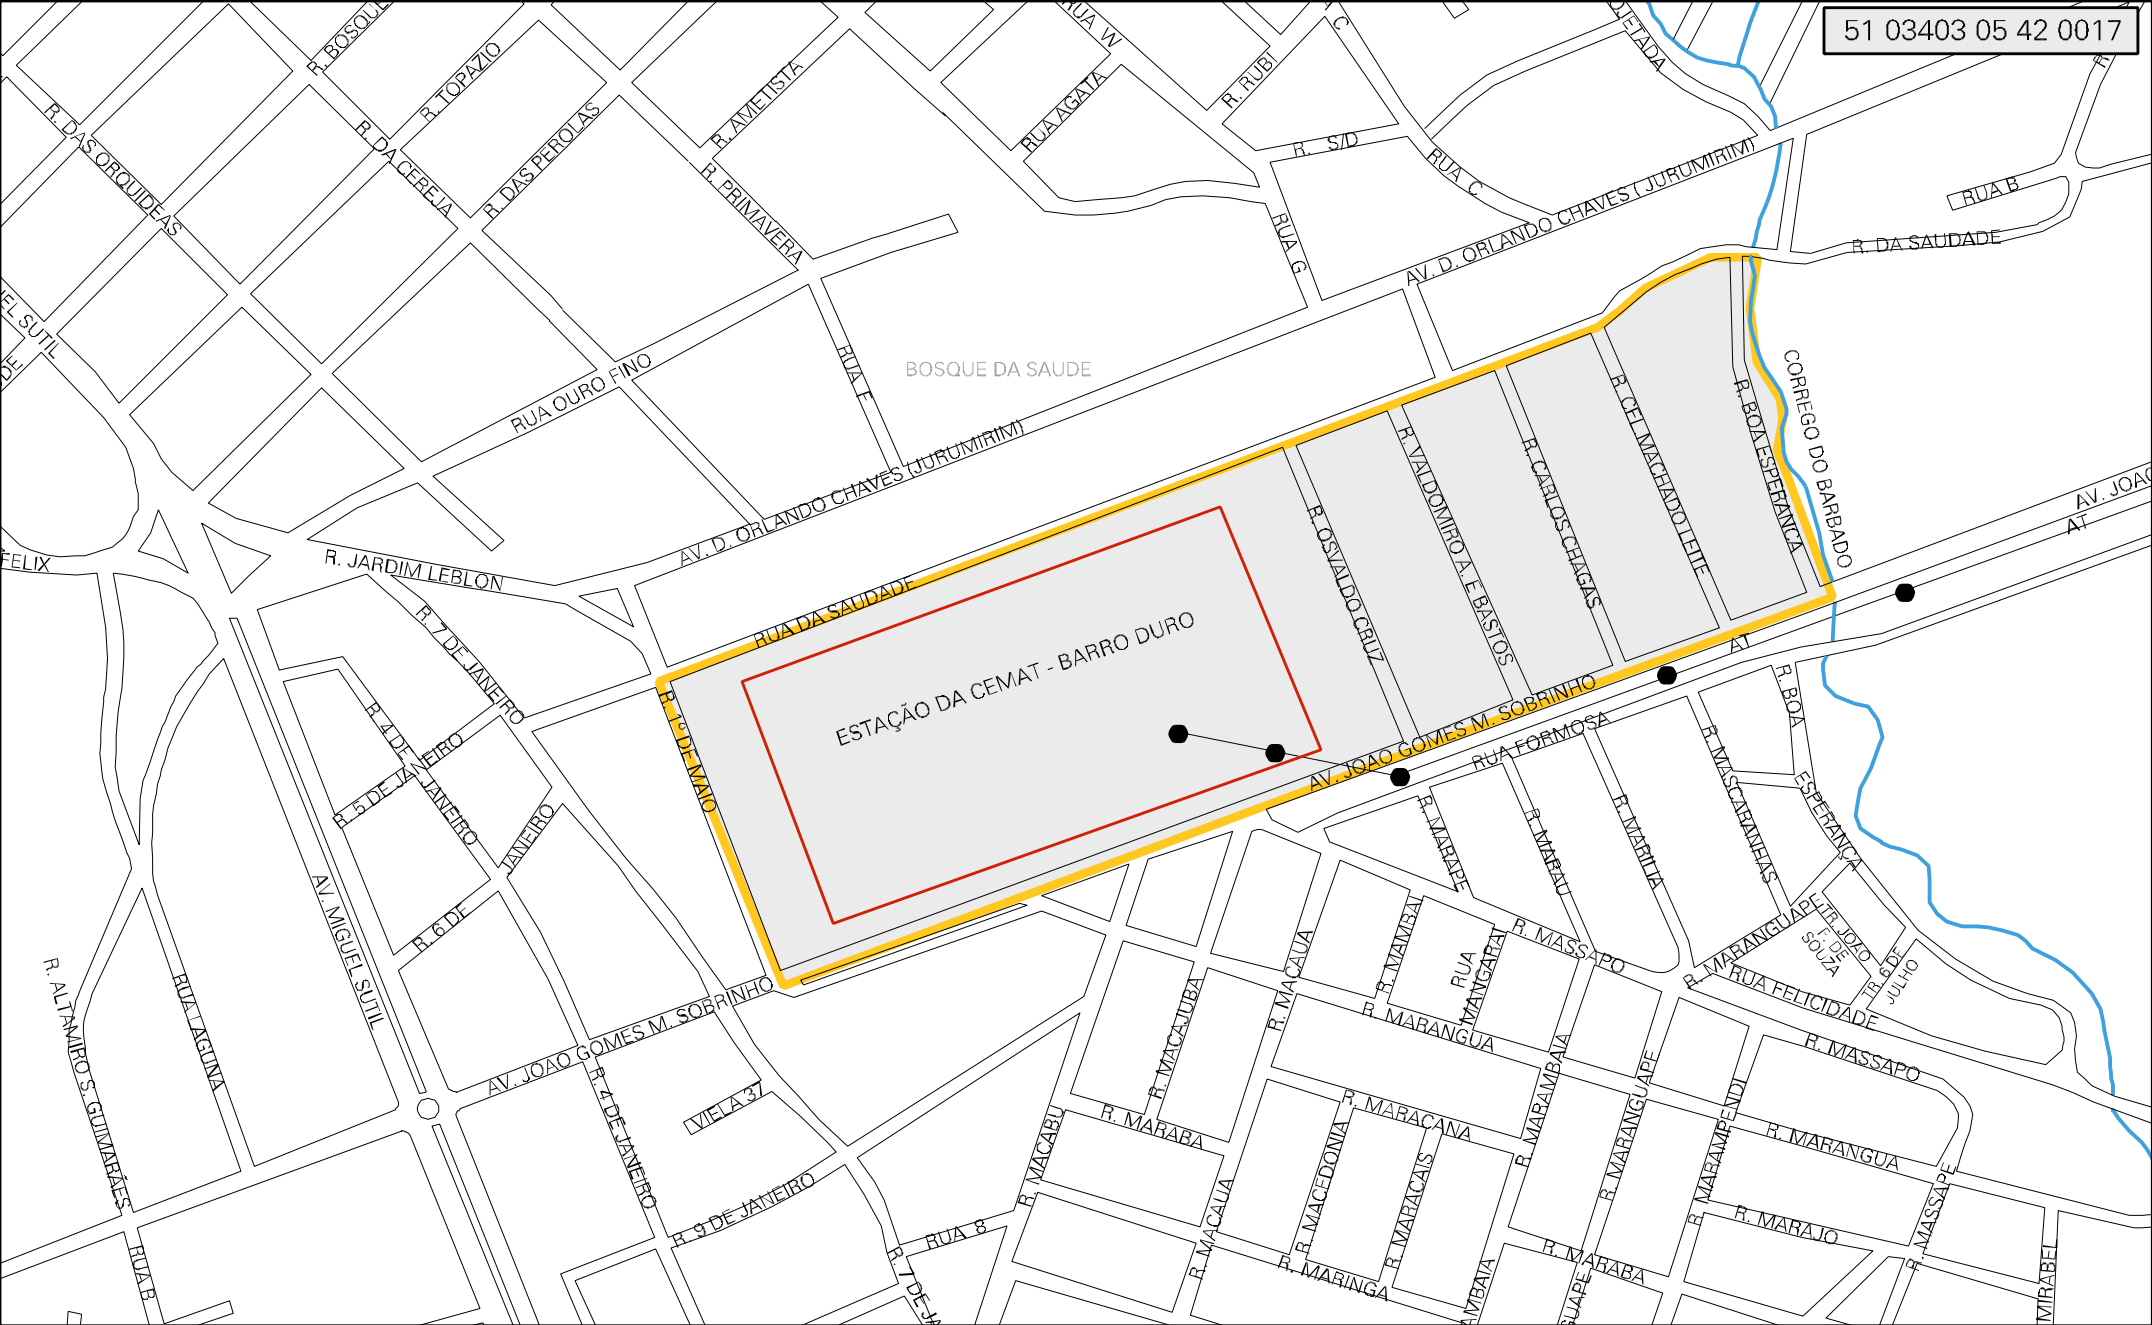 51 03403 05 42 0017
R. BOSQUE
R. TOPAZIO
R. AMETISTA
RUA W
RUA AGATA
R. RUBI
R. DAS ORQUIDEAS
R. DA CEREJA
R. DAS PEROLAS
R. PRIMAVERA
R. S/D
RUA C
RUA G
AV. D. ORLANDO CHAVES ( JURUMIRIM)
RUA B
R. DA SAUDADE
RUA OURO FINO
RUA F
BOSQUE DA SAUDE
AV. D. ORLANDO CHAVES (JURUMIRIM)
CORREGO DO BARBADO
R. BOA ESPERANCA
R. CEL MACHADO LEITE
R. CARLOS CHAGAS
R. VALDOMIRO A. E BASTOS
R. OSVALDO CRUZ
AV. JOAO
AT
FELIX
R. JARDIM LEBLON
RUA DA SAUDADE
ESTAÇÃO DA CEMAT - BARRO DURO
R. 7 DE JANEIRO
R. 1º DE MAIO
R. 4 DE JANEIRO
R. 5 DE JANEIRO
R. 6 DE JANEIRO
AT
AV. JOAO GOMES M. SOBRINHO
RUA FORMOSA
R. BOA ESPERANÇA
R. MASCARANHAS
R. MARILIA
R. MARAU
R. MARAPE
R. MARANGUAPE
TR. JOAO
F. DE
SOUZA
TR. 6 DE
JULHO
RUA FELICIDADE
R. MASSAPO
RUA
MANGARAI
R. MAMBAI
R. MACAUA
R. MARANGUA
R. MACAJUBA
AV. MIGUEL SUTIL
R. ALTAMIRO S. GUIMARÃES
RUA LAGUNA
AV. JOAO GOMES M. SOBRINHO
R. 4 DE JANEIRO
VIELA 37
R. 9 DE JANEIRO
R. MACABU
R. MARABA
R. MARACANA
R. MARAMBAIA
R. MARANGUAPE
R. MARAMPENDI
R. MASSAPO
R. MARANGUA
R. MASSAPE
R. MACEDONIA
R. MARACAIS
R. MACAUA
R. MARAJO
R. MARABA
R. MARINGA
RUA 8
R. 7 DE JA
RUA B
AMBAIA
GUAPE
MIRABEL